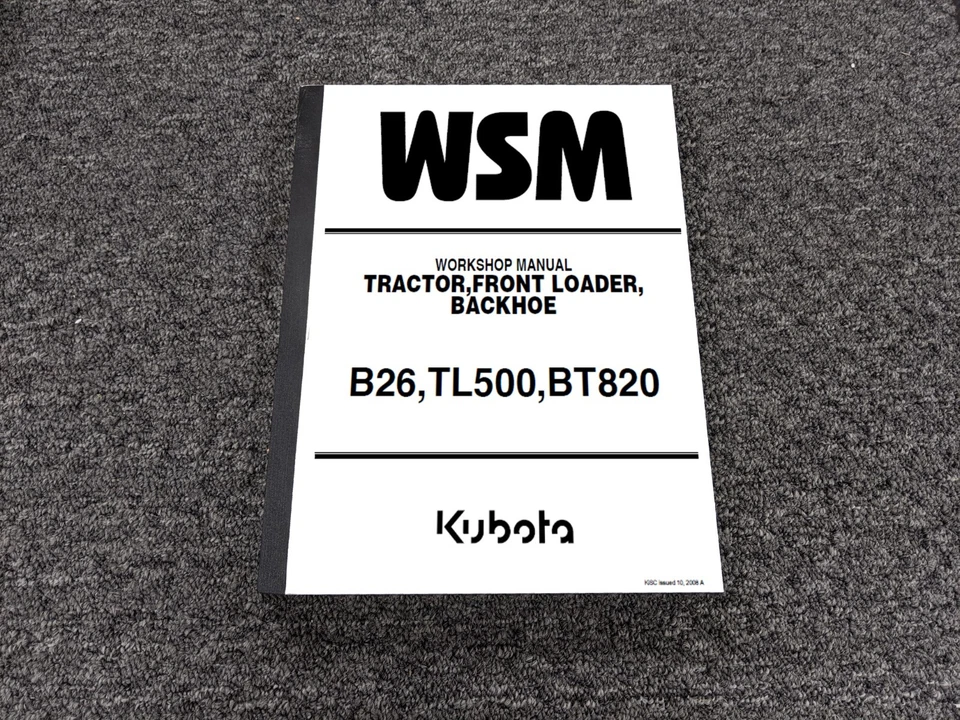 WSM
WORKSHOP MANUAL
TRACTOR,FRONT LOADER,
BACKHOE
B26,TL500,BT820
Kubota
KiSC issued 10, 2008 A